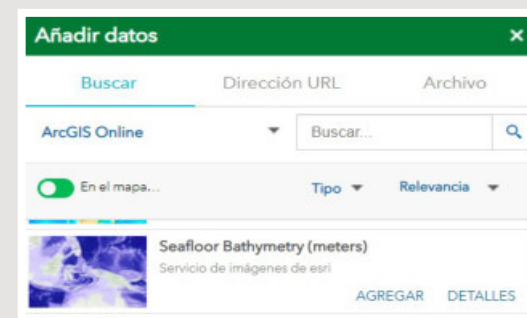 Añadir datos ×
Buscar Dirección URL Archivo
ArcGIS Online Buscar...
En el mapa... Tipo Relevancia
Seafloor Bathymetry (meters)
Servicio de imágenes de esri
AGREGAR DETALLES